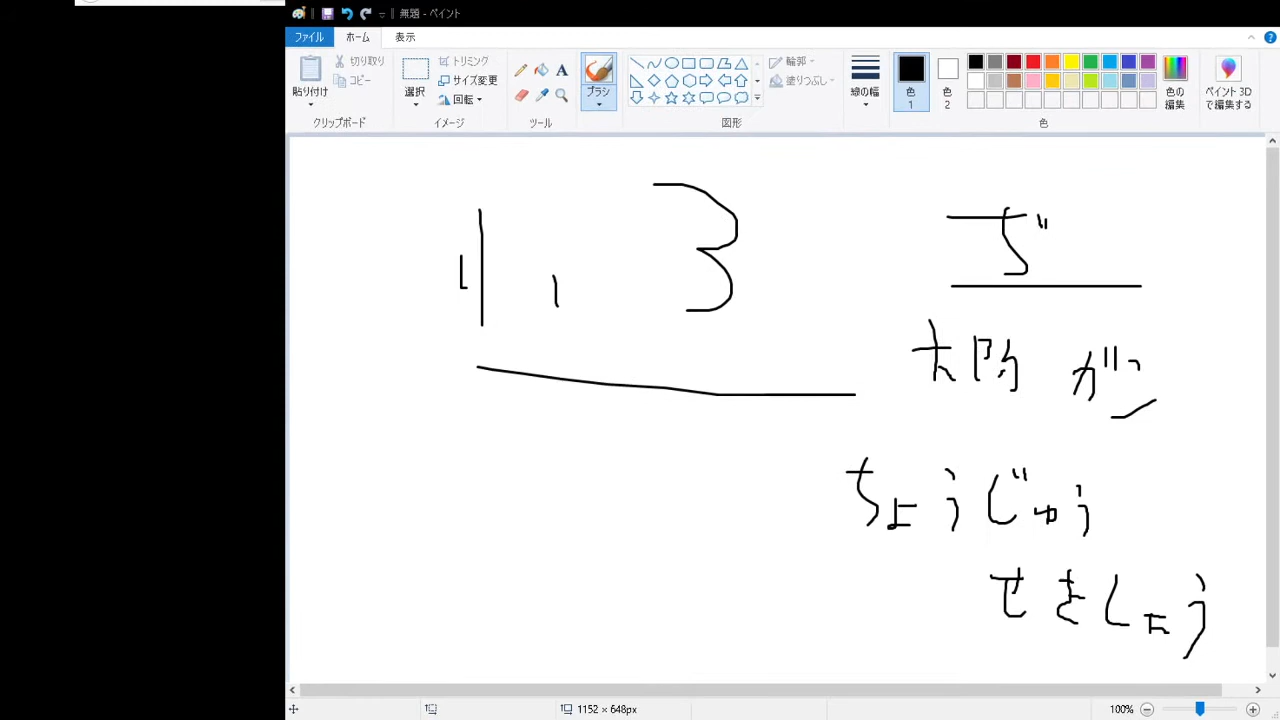 無題 - ペイント
ファイル ホーム 表示
貼り付け 切り取り コピー
クリップボード
選択 トリミング サイズ変更 回転
イメージ
A
ツール
ブラシ
輪郭 塗りつぶし
図形
線の幅
色 1 色 2 色の編集
色
ペイント 3D で編集する
3
ちょうじゅう
せきしょう
1152 × 648px
100%